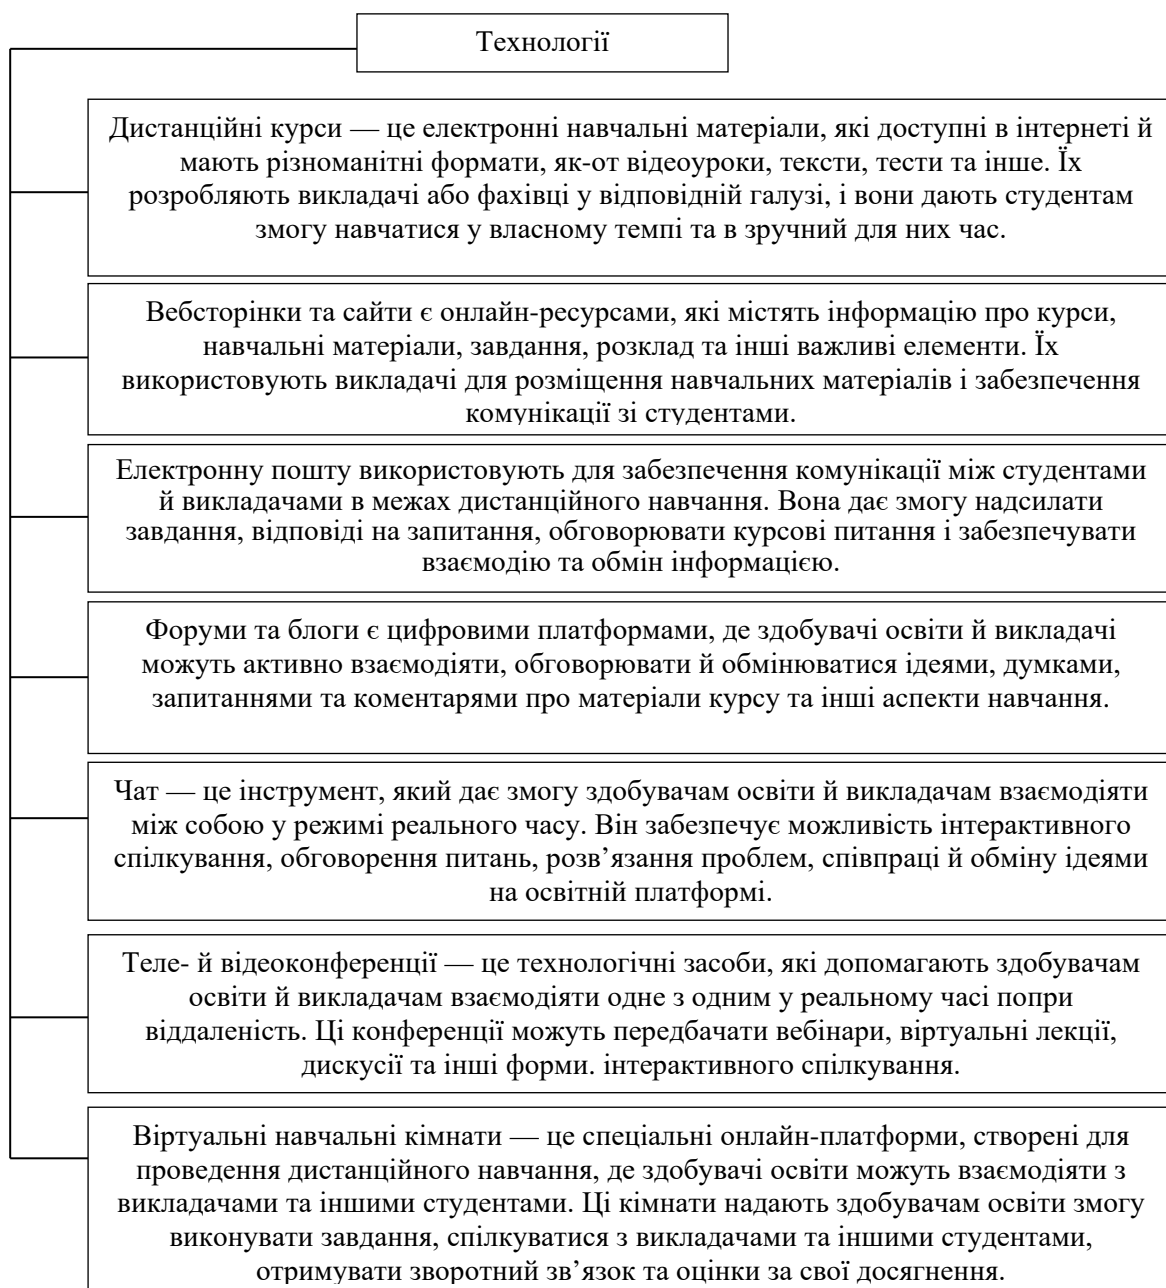 Технології
Дистанційні курси — це електронні навчальні матеріали, які доступні в інтернеті й
мають різноманітні формати, як-от відеоуроки, тексти, тести та інше. Їх
розробляють викладачі або фахівці у відповідній галузі, і вони дають студентам
змогу навчатися у власному темпі та в зручний для них час.
Вебсторінки та сайти є онлайн-ресурсами, які містять інформацію про курси,
навчальні матеріали, завдання, розклад та інші важливі елементи. Їх
використовують викладачі для розміщення навчальних матеріалів і забезпечення
комунікації зі студентами.
Електронну пошту використовують для забезпечення комунікації між студентами
й викладачами в межах дистанційного навчання. Вона дає змогу надсилати
завдання, відповіді на запитання, обговорювати курсові питання і забезпечувати
взаємодію та обмін інформацією.
Форуми та блоги є цифровими платформами, де здобувачі освіти й викладачі
можуть активно взаємодіяти, обговорювати й обмінюватися ідеями, думками,
запитаннями та коментарями про матеріали курсу та інші аспекти навчання.
Чат — це інструмент, який дає змогу здобувачам освіти й викладачам взаємодіяти
між собою у режимі реального часу. Він забезпечує можливість інтерактивного
спілкування, обговорення питань, розв’язання проблем, співпраці й обміну ідеями
на освітній платформі.
Теле- й відеоконференції — це технологічні засоби, які допомагають здобувачам
освіти й викладачам взаємодіяти одне з одним у реальному часі попри
віддаленість. Ці конференції можуть передбачати вебінари, віртуальні лекції,
дискусії та інші форми. інтерактивного спілкування.
Віртуальні навчальні кімнати — це спеціальні онлайн-платформи, створені для
проведення дистанційного навчання, де здобувачі освіти можуть взаємодіяти з
викладачами та іншими студентами. Ці кімнати надають здобувачам освіти змогу
виконувати завдання, спілкуватися з викладачами та іншими студентами,
отримувати зворотний зв’язок та оцінки за свої досягнення.